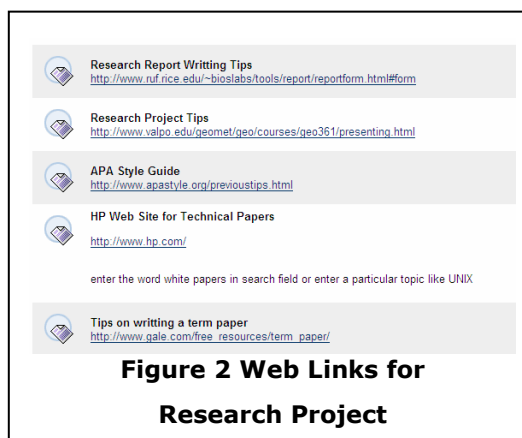 Research Report Writting Tips
http://www.ruf.rice.edu/~bioslabs/tools/report/reportform.html#form
Research Project Tips
http://www.valpo.edu/geomet/geo/courses/geo361/presenting.html
APA Style Guide
http://www.apastyle.org/previoustips.html
HP Web Site for Technical Papers
http://www.hp.com/
enter the word white papers in search field or enter a particular topic like UNIX
Tips on writting a term paper
http://www.gale.com/free_resources/term_paper/
Figure 2 Web Links for
Research Project